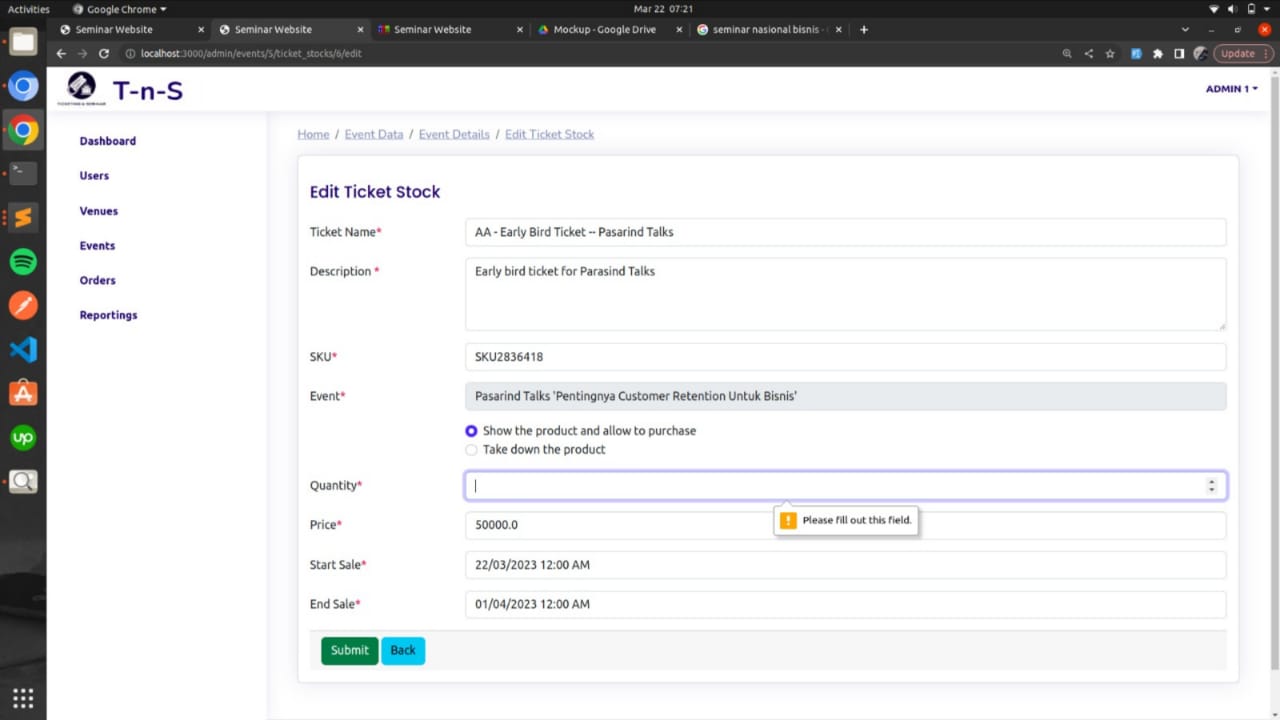 Activities Google Chrome Mar 22 07:21
Seminar Website Seminar Website Seminar Website Mockup - Google Drive seminar nasional bisnis -
localhost:3000/admin/events/5/ticket_stocks/6/edit Update
T-n-S ADMIN 1
TICKETING & SEMINAR
Dashboard
Users
Venues
Events
Orders
Reportings
Home / Event Data / Event Details / Edit Ticket Stock
Edit Ticket Stock
Ticket Name* AA - Early Bird Ticket -- Pasarind Talks
Description * Early bird ticket for Parasind Talks
SKU* SKU2836418
Event* Pasarind Talks 'Pentingnya Customer Retention Untuk Bisnis'
Show the product and allow to purchase
Take down the product
Quantity*
Please fill out this field.
Price* 50000.0
Start Sale* 22/03/2023 12:00 AM
End Sale* 01/04/2023 12:00 AM
Submit Back
up